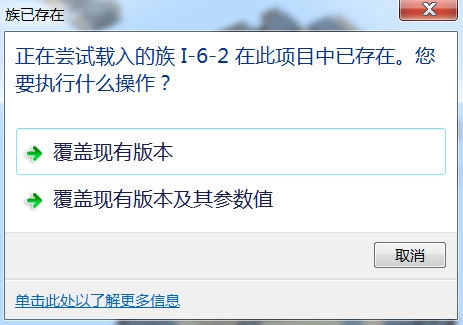 族已存在
正在尝试载入的族 I-6-2 在此项目中已存在。您
要执行什么操作？
覆盖现有版本
覆盖现有版本及其参数值
取消
单击此处以了解更多信息